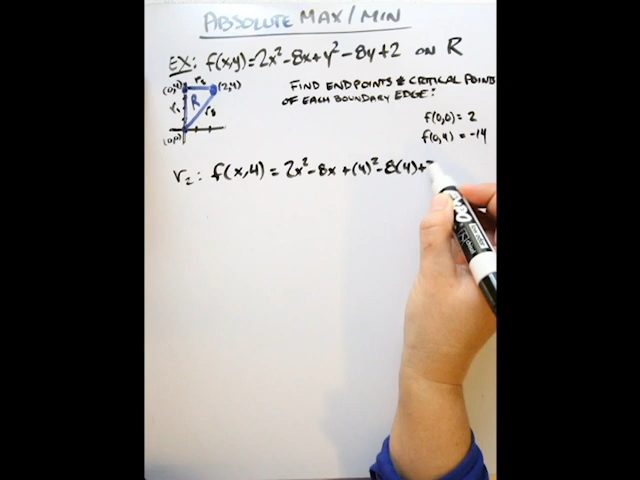 ABSOLUTE MAX/MIN
EX: f(x,y)=2x²-8x+y²-8y+2 ON R
(0,4) r₂ (2,4)
FIND ENDPOINTS & CRITICAL POINTS
r₁ R r₃
OF EACH BOUNDARY EDGE:
f(0,0) = 2
(0,0)
f(0,4) = -14
r₂: f(x,4) = 2x²-8x+(4)²-8(4)+
EXPO